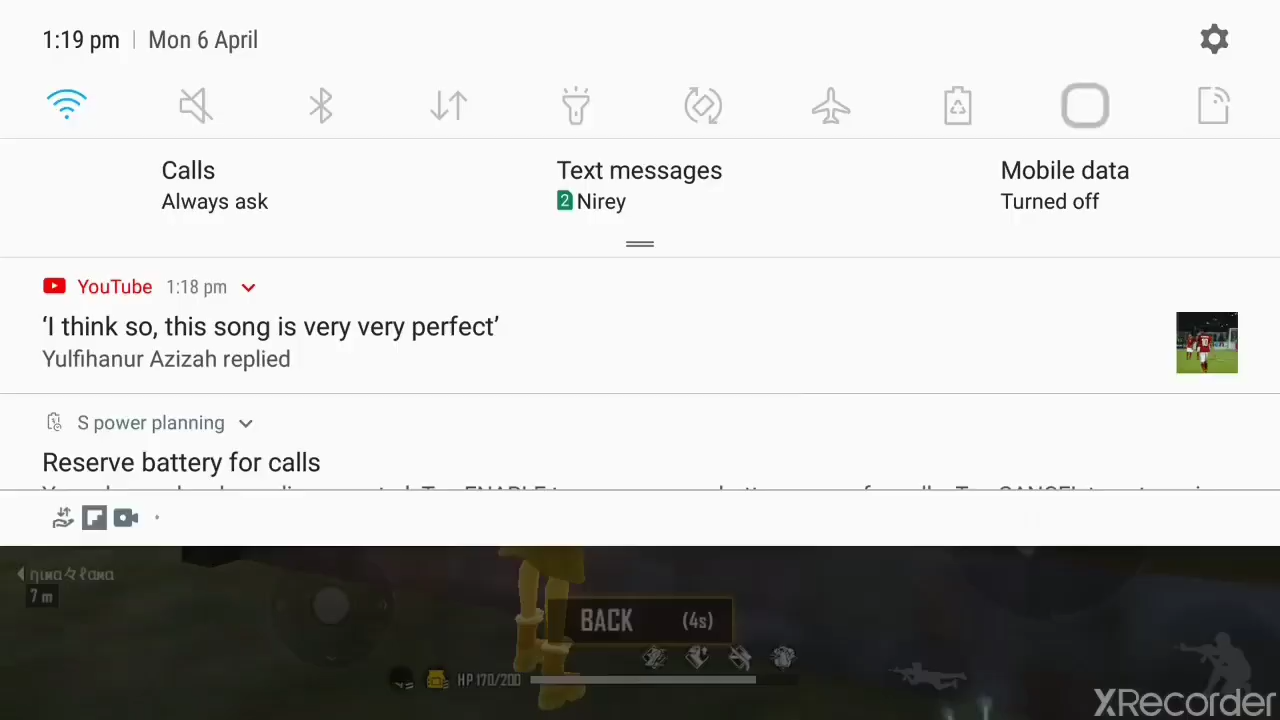 1:19 pm | Mon 6 April
Calls
Always ask
Text messages
2 Nirey
Mobile data
Turned off
YouTube 1:18 pm
‘I think so, this song is very very perfect’
Yulfihanur Azizah replied
S power planning
Reserve battery for calls
7 m
BACK (4s)
HP 170/200
XRecorder